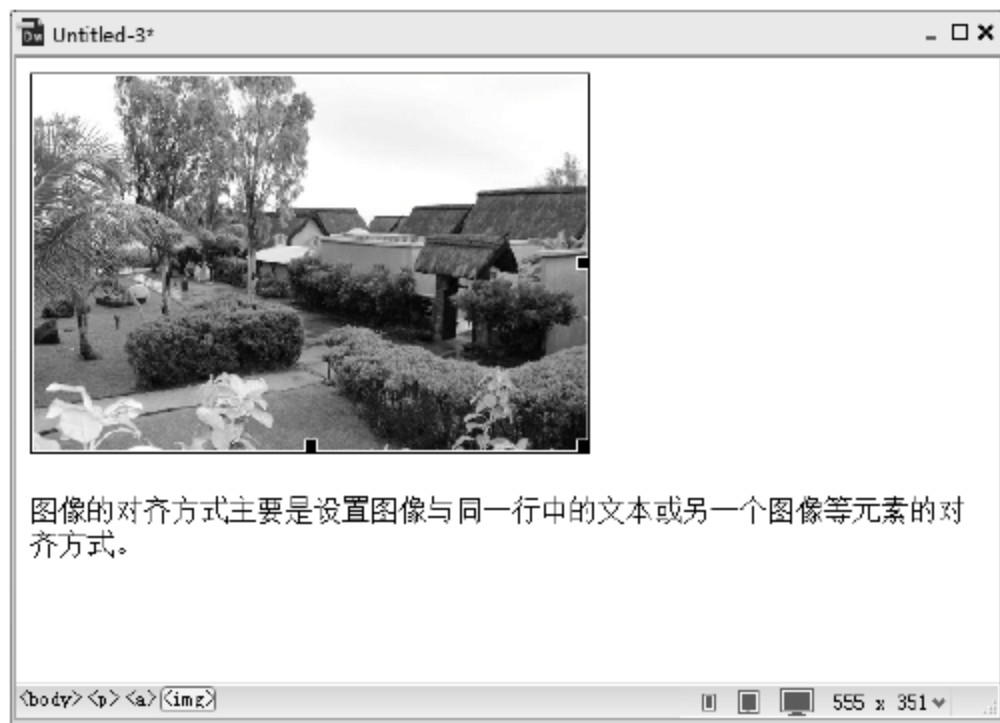 Dw Untitled-3*
图像的对齐方式主要是设置图像与同一行中的文本或另一个图像等元素的对
齐方式。
<body> <p> <a> <img> 555 x 351